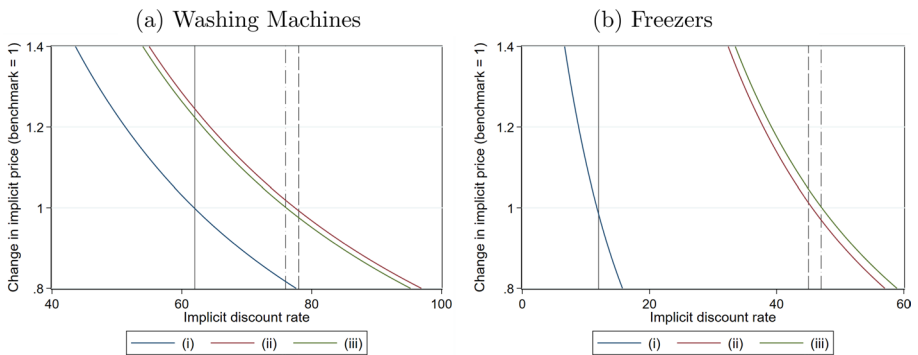 (a) Washing Machines
Change in implicit price (benchmark = 1)
1.4
1.2
1
.8
40 60 80 100
Implicit discount rate
(i) (ii) (iii)
(b) Freezers
Change in implicit price (benchmark = 1)
1.4
1.2
1
.8
0 20 40 60
Implicit discount rate
(i) (ii) (iii)